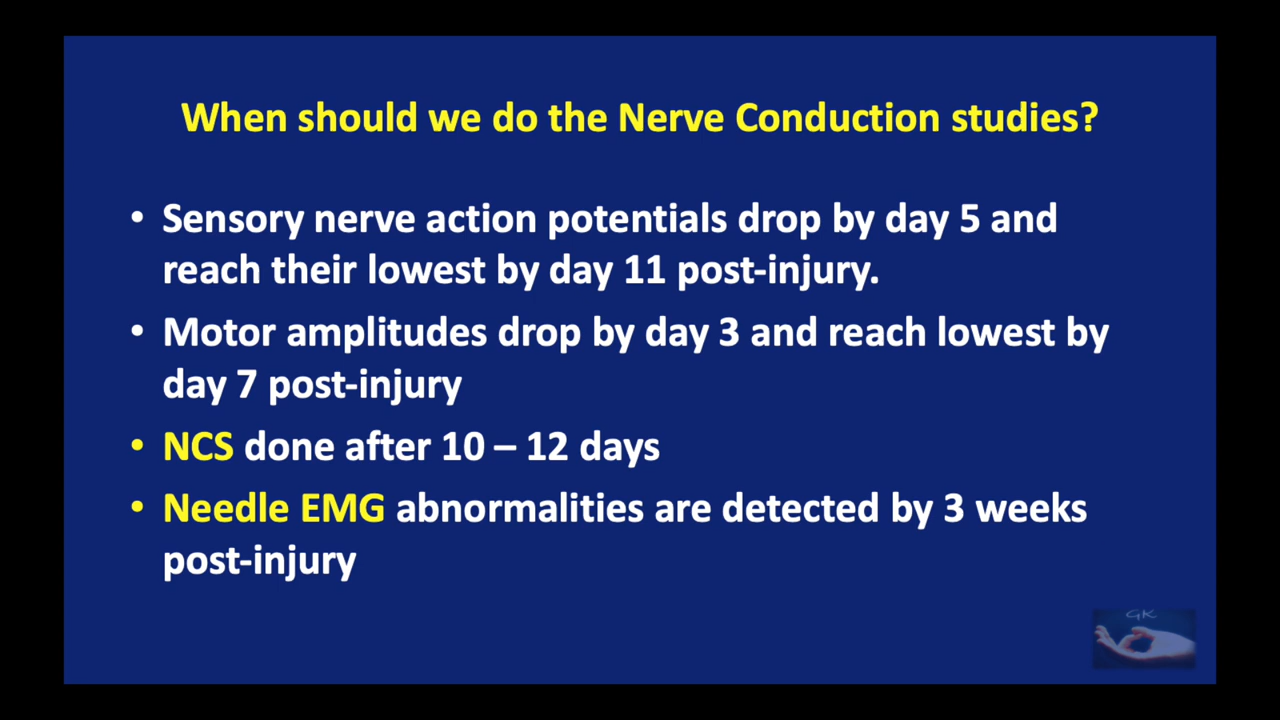 When should we do the Nerve Conduction studies?
• Sensory nerve action potentials drop by day 5 and
reach their lowest by day 11 post-injury.
• Motor amplitudes drop by day 3 and reach lowest by
day 7 post-injury
• NCS done after 10 – 12 days
• Needle EMG abnormalities are detected by 3 weeks
post-injury
GK